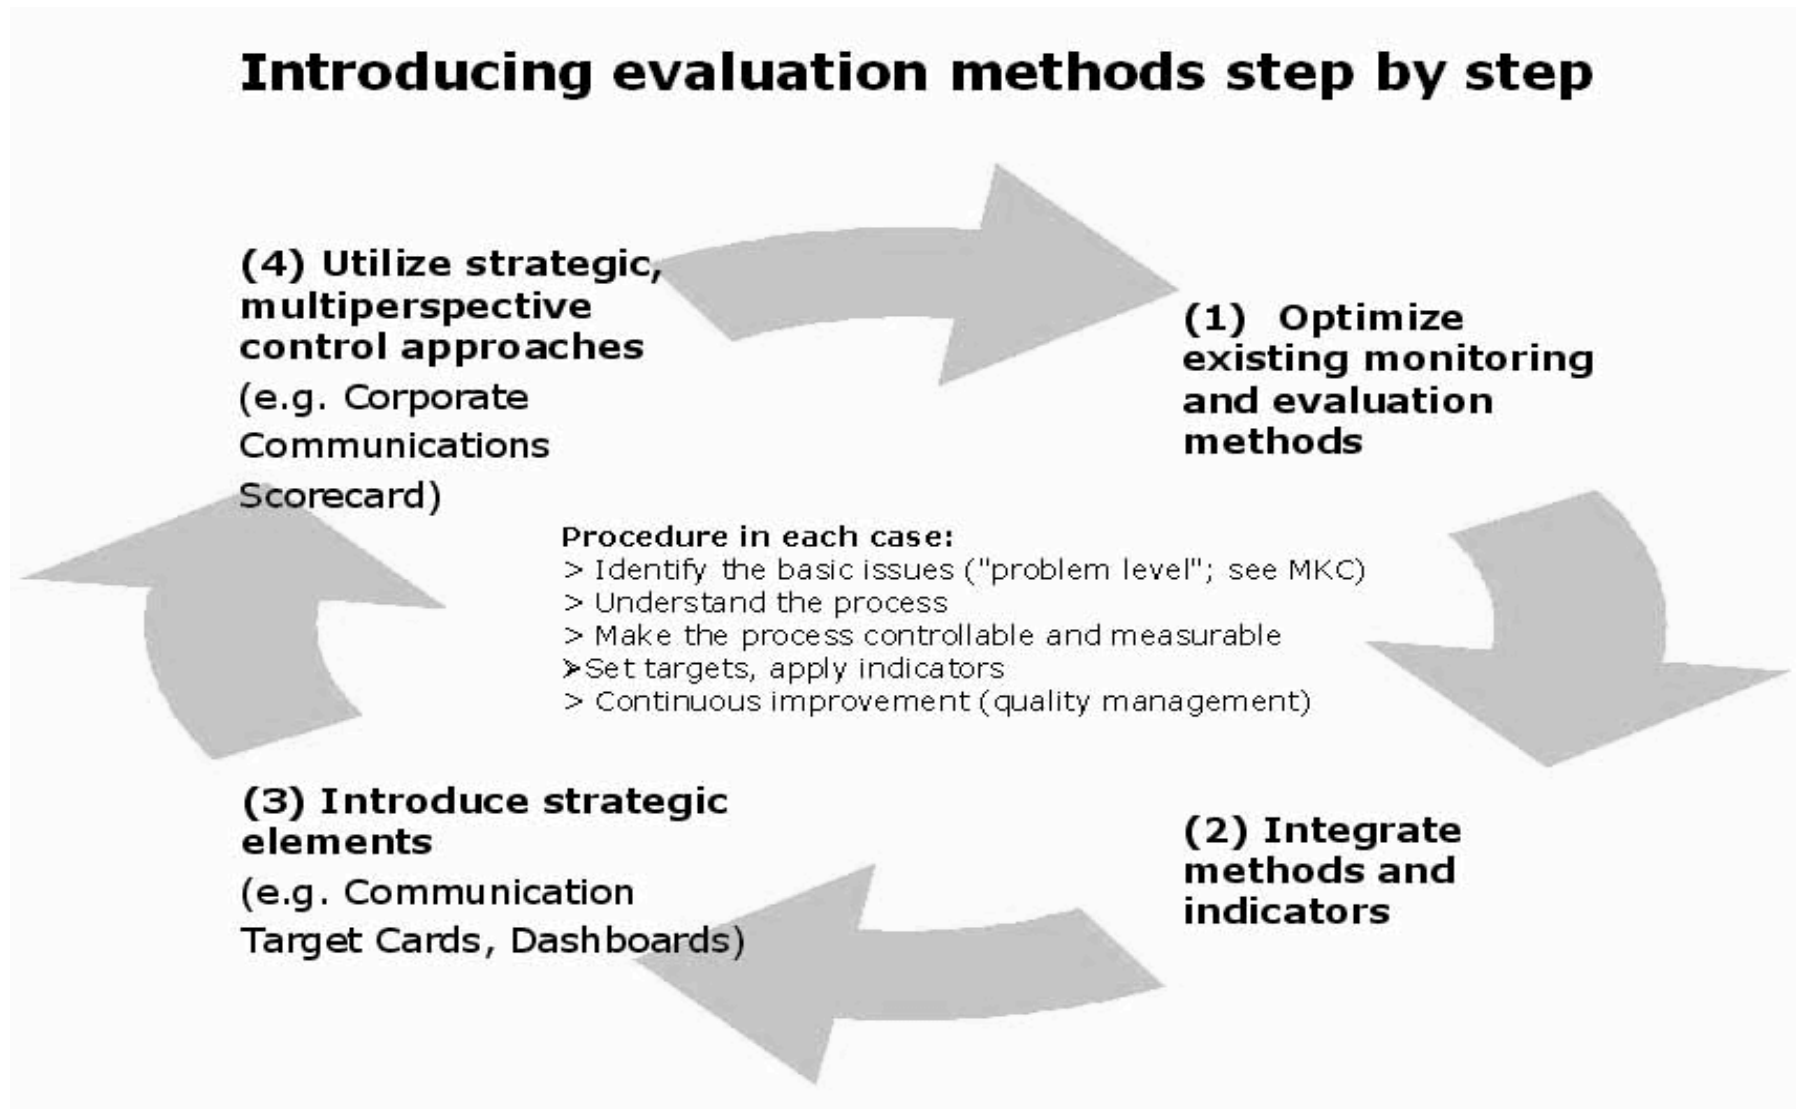 Introducing evaluation methods step by step
(4) Utilize strategic,
multiperspective
control approaches
(e.g. Corporate
Communications
Scorecard)
(1) Optimize
existing monitoring
and evaluation
methods
Procedure in each case:
> Identify the basic issues ("problem level"; see MKC)
> Understand the process
> Make the process controllable and measurable
➢Set targets, apply indicators
> Continuous improvement (quality management)
(3) Introduce strategic
elements
(e.g. Communication
Target Cards, Dashboards)
(2) Integrate
methods and
indicators